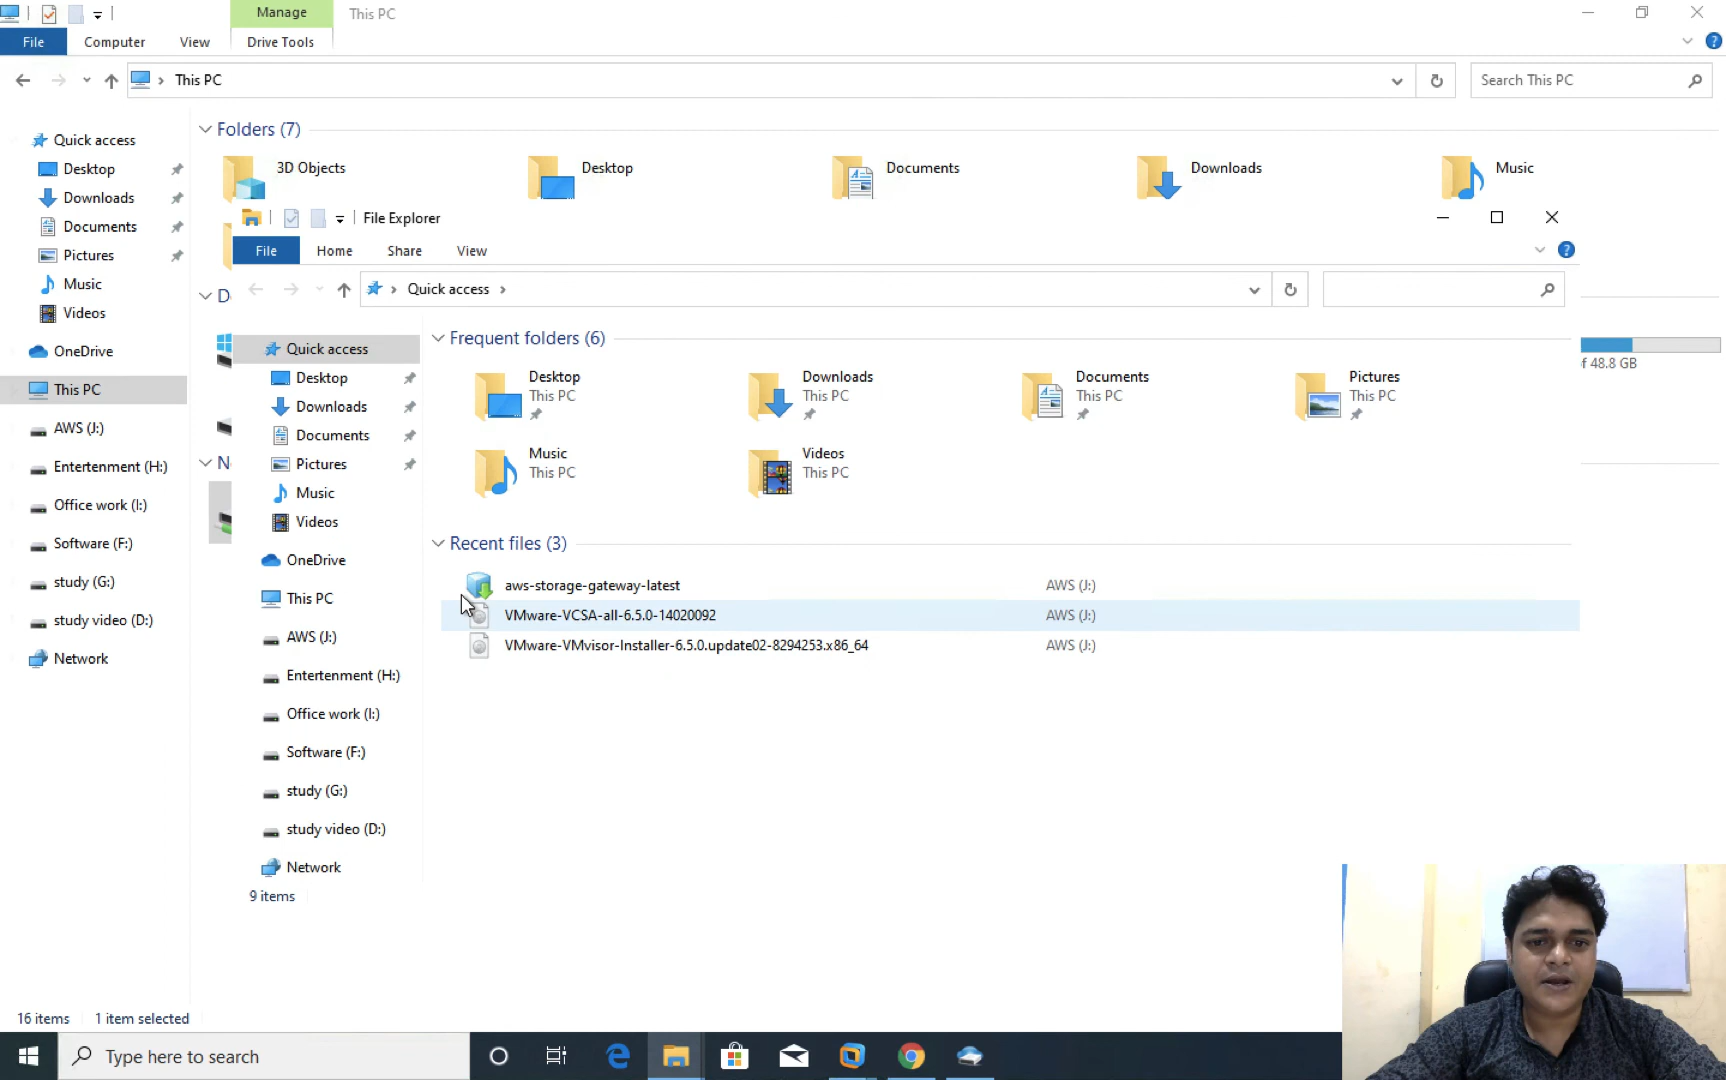 Manage
This PC
File
Computer
View
Drive Tools
This PC
Search This PC
Quick access
Desktop
Downloads
Documents
Pictures
Music
Videos
OneDrive
This PC
AWS (J:)
Entertenment (H:)
Office work (I:)
Software (F:)
study (G:)
study video (D:)
Network
Folders (7)
3D Objects
Desktop
Documents
Downloads
Music
D
N
f 48.8 GB
File Explorer
File
Home
Share
View
Quick access
Quick access
Desktop
Downloads
Documents
Pictures
Music
Videos
OneDrive
This PC
AWS (J:)
Entertenment (H:)
Office work (I:)
Software (F:)
study (G:)
study video (D:)
Network
Frequent folders (6)
Desktop
This PC
Downloads
This PC
Documents
This PC
Pictures
This PC
Music
This PC
Videos
This PC
Recent files (3)
aws-storage-gateway-latest AWS (J:)
VMware-VCSA-all-6.5.0-14020092 AWS (J:)
VMware-VMvisor-Installer-6.5.0.update02-8294253.x86_64 AWS (J:)
9 items
16 items 1 item selected
Type here to search